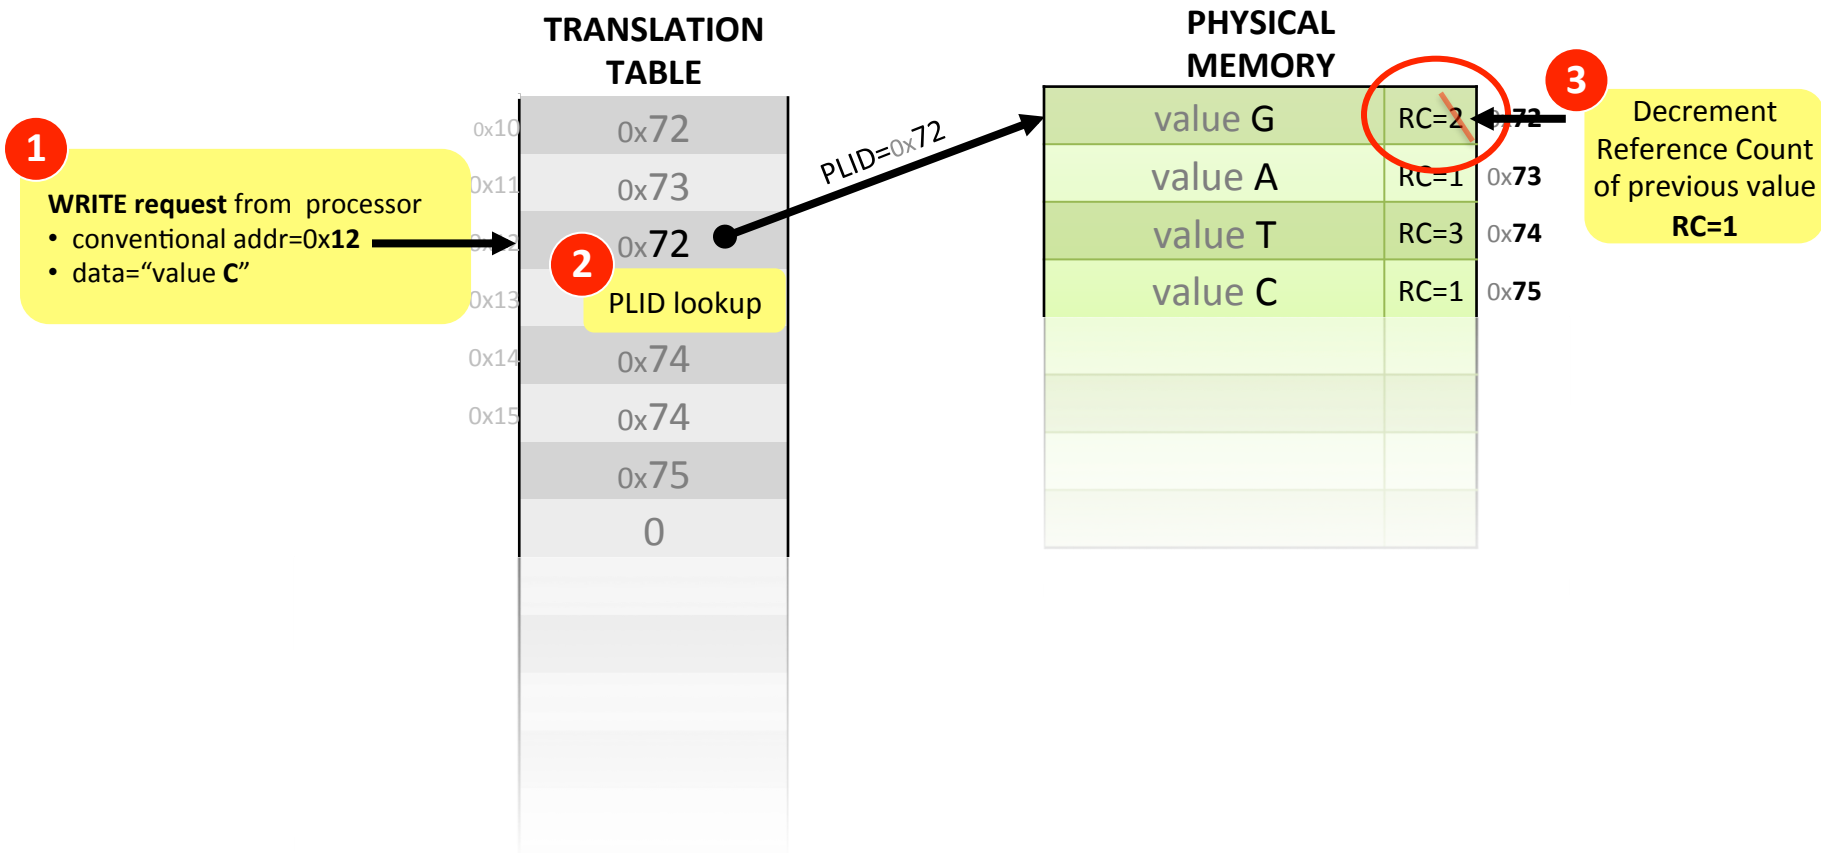 TRANSLATION
TABLE
PHYSICAL
MEMORY
1
WRITE request from processor
• conventional addr=0x12
• data="value C"
0x10
0x72
0x11
0x73
0x72
2
PLID lookup
0x13
0x14
0x74
0x15
0x74
0x75
0
PLID=0x72
value G
RC=2
0x72
value A
RC=1
0x73
value T
RC=3
0x74
value C
RC=1
0x75
3
Decrement
Reference Count
of previous value
RC=1